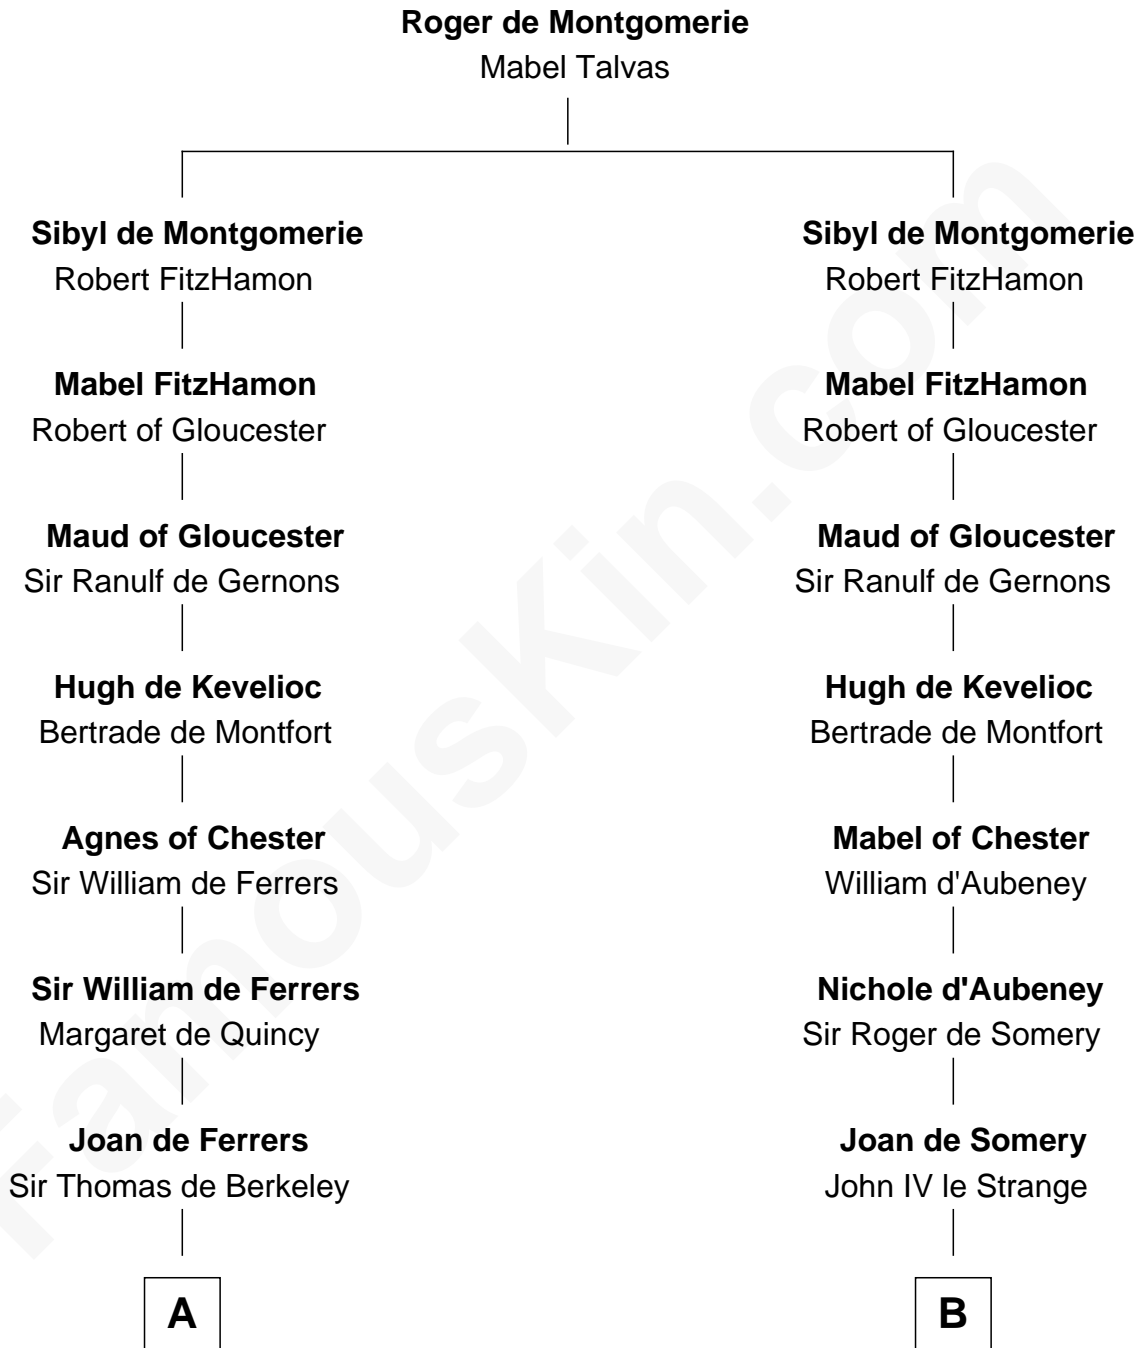 Roger de Montgomerie
Mabel Talvas
Sibyl de Montgomerie
Robert FitzHamon
Mabel FitzHamon
Robert of Gloucester
Maud of Gloucester
Sir Ranulf de Gernons
Hugh de Kevelioc
Bertrade de Montfort
Agnes of Chester
Sir William de Ferrers
Sir William de Ferrers
Margaret de Quincy
Joan de Ferrers
Sir Thomas de Berkeley
A
Sibyl de Montgomerie
Robert FitzHamon
Mabel FitzHamon
Robert of Gloucester
Maud of Gloucester
Sir Ranulf de Gernons
Hugh de Kevelioc
Bertrade de Montfort
Mabel of Chester
William d'Aubeney
Nichole d'Aubeney
Sir Roger de Somery
Joan de Somery
John IV le Strange
B
FamousKin.com